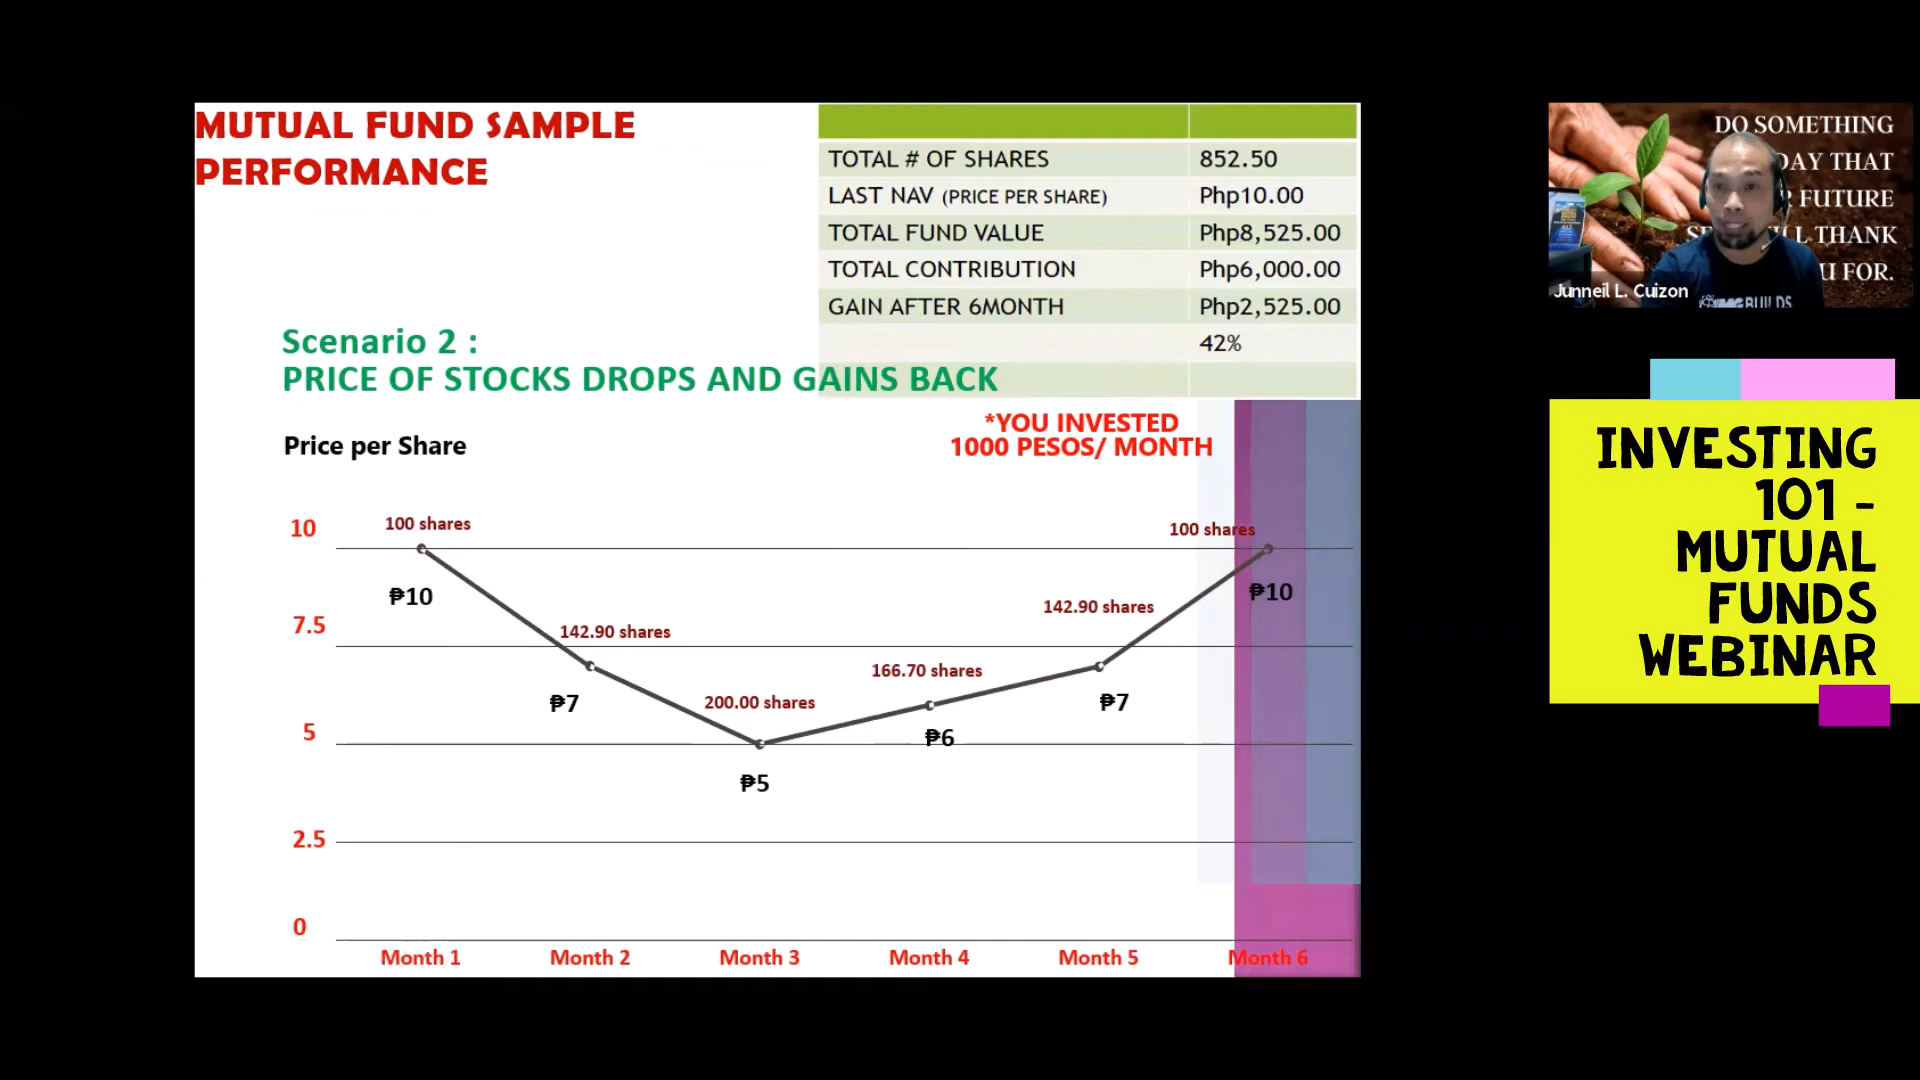 MUTUAL FUND SAMPLE
PERFORMANCE
TOTAL # OF SHARES 852.50
LAST NAV (PRICE PER SHARE) Php10.00
TOTAL FUND VALUE Php8,525.00
TOTAL CONTRIBUTION Php6,000.00
GAIN AFTER 6MONTH Php2,525.00
42%
Scenario 2 :
PRICE OF STOCKS DROPS AND GAINS BACK
*YOU INVESTED
1000 PESOS/ MONTH
Price per Share
10
7.5
5
2.5
0
100 shares
₱10
142.90 shares
₱7
200.00 shares
₱5
166.70 shares
₱6
142.90 shares
₱7
100 shares
₱10
Month 1 Month 2 Month 3 Month 4 Month 5 Month 6
DO SOMETHING
DAY THAT
FUTURE
THANK
FOR.
Junneil L. Cuizon
IMG BUILDS
INVESTING
101 -
MUTUAL
FUNDS
WEBINAR